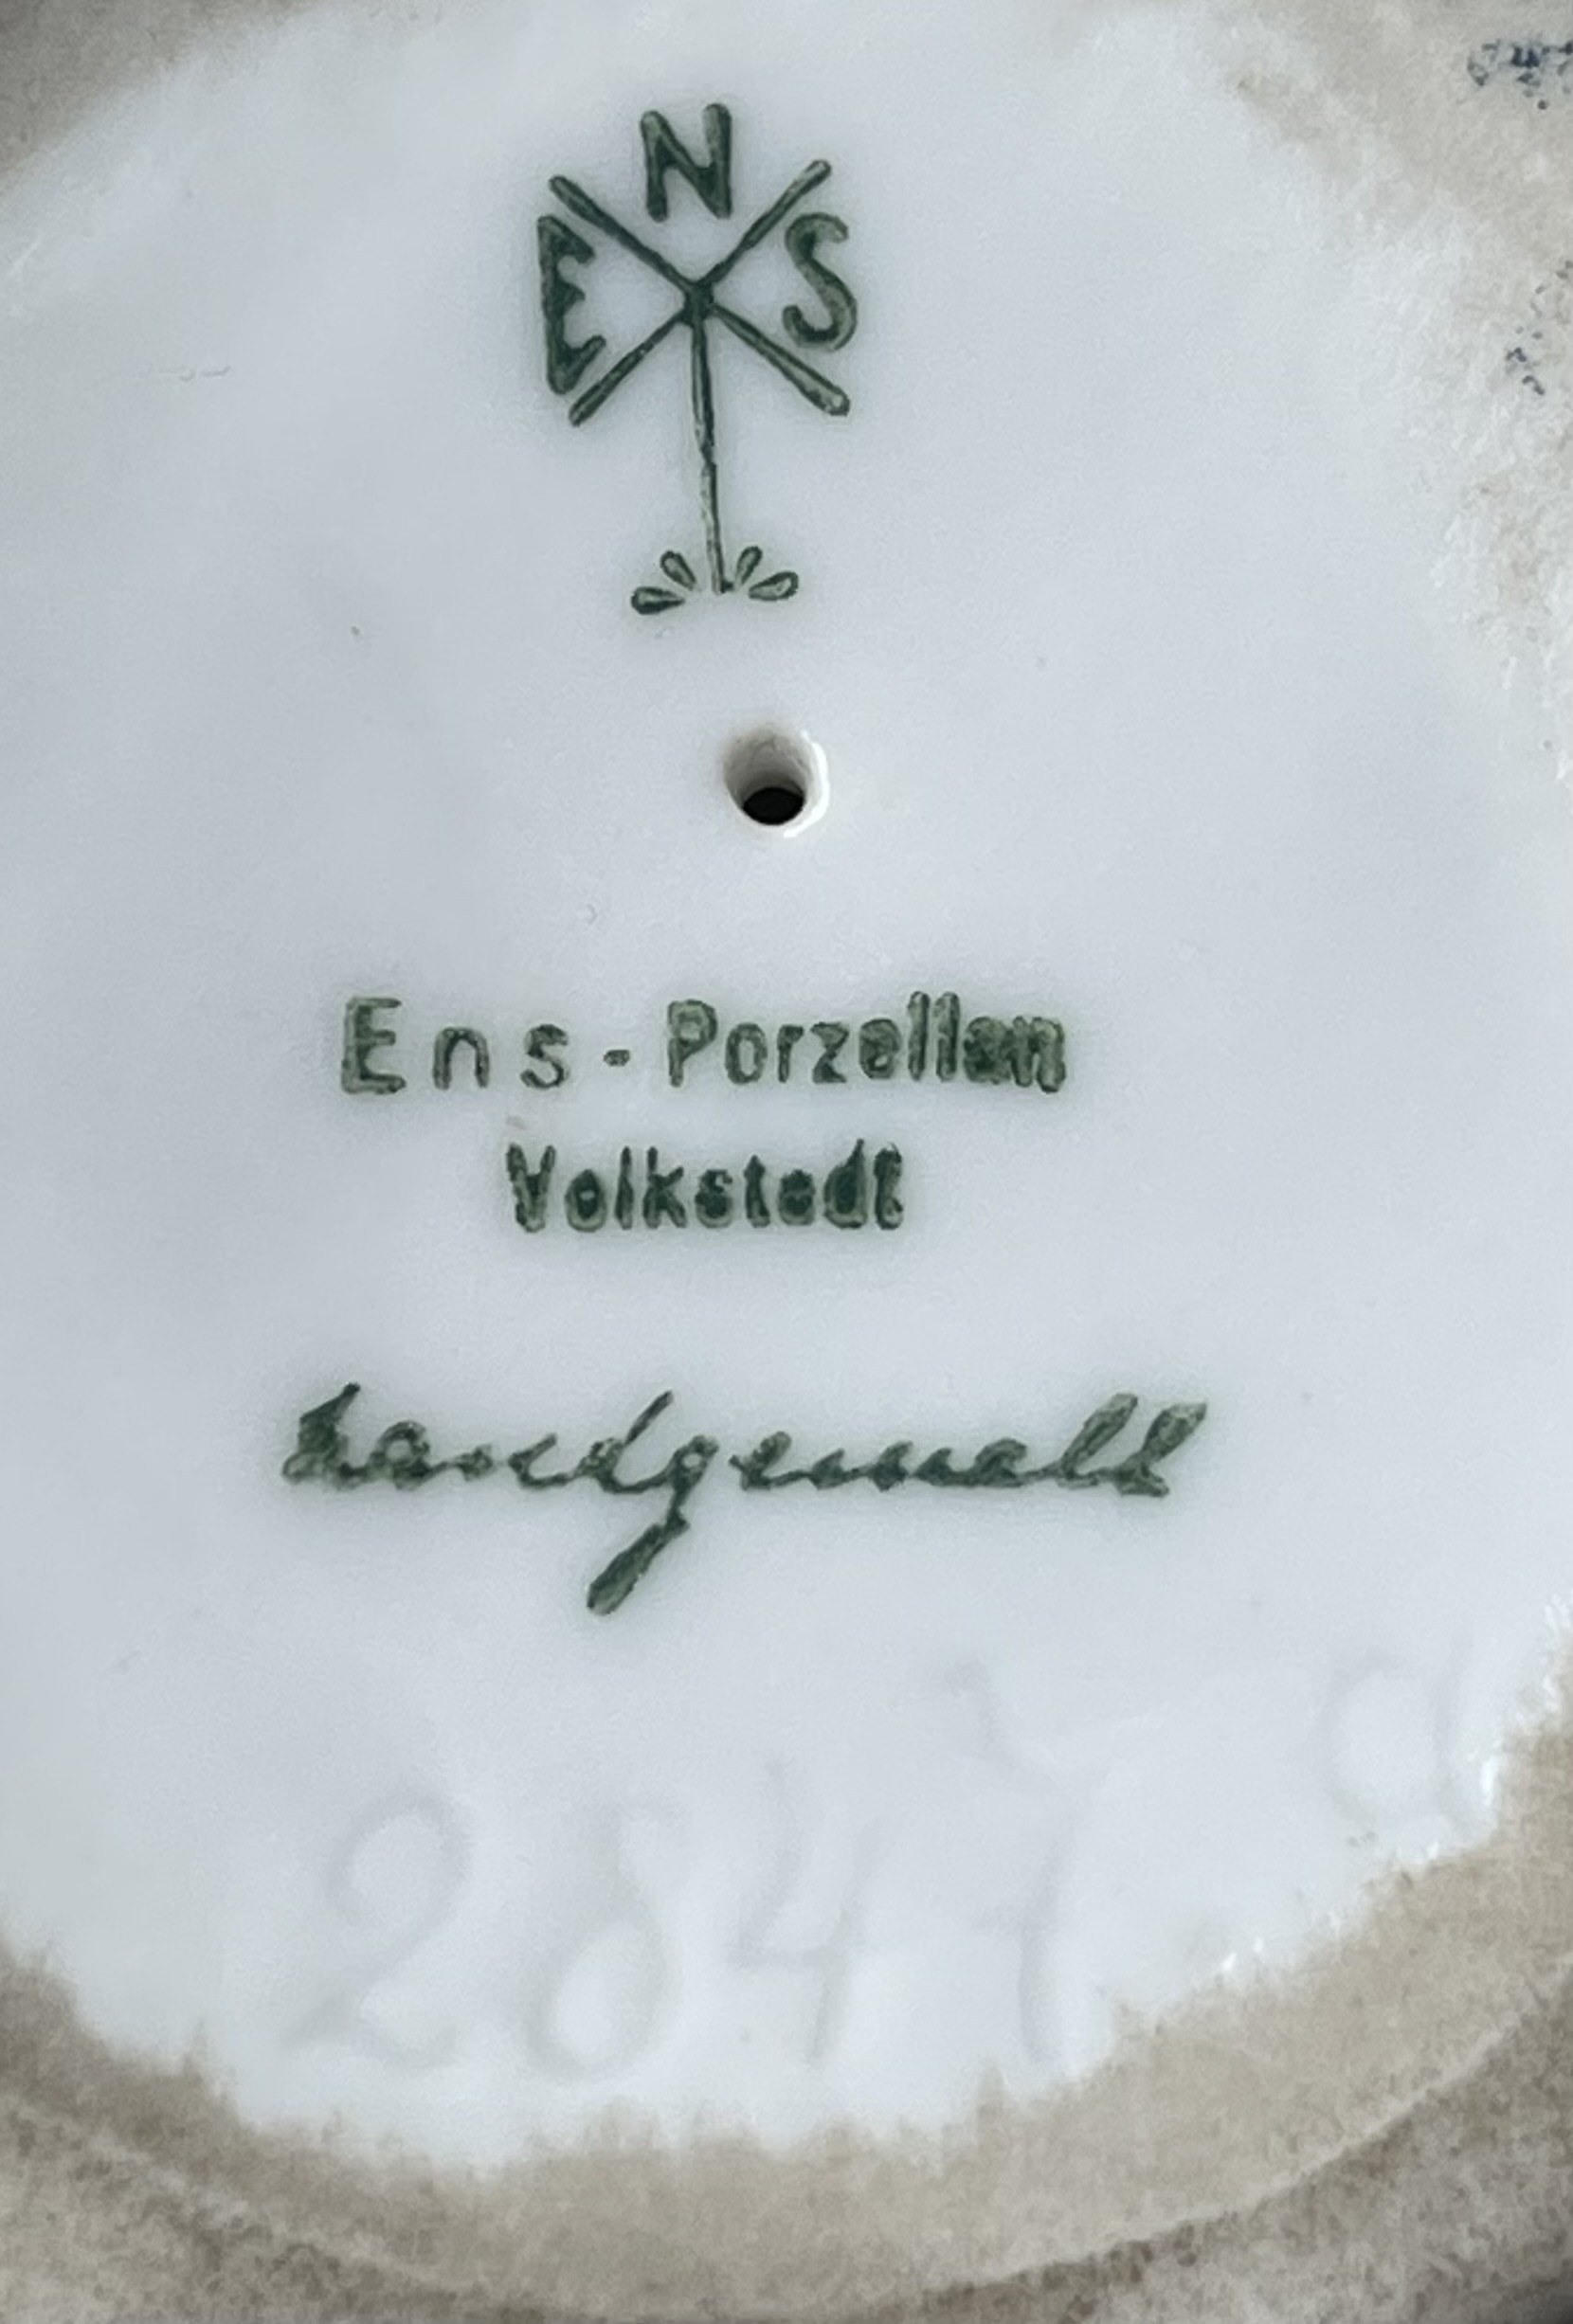 N
E S
Ens-Porzellan
Volkstedt
handgemalt